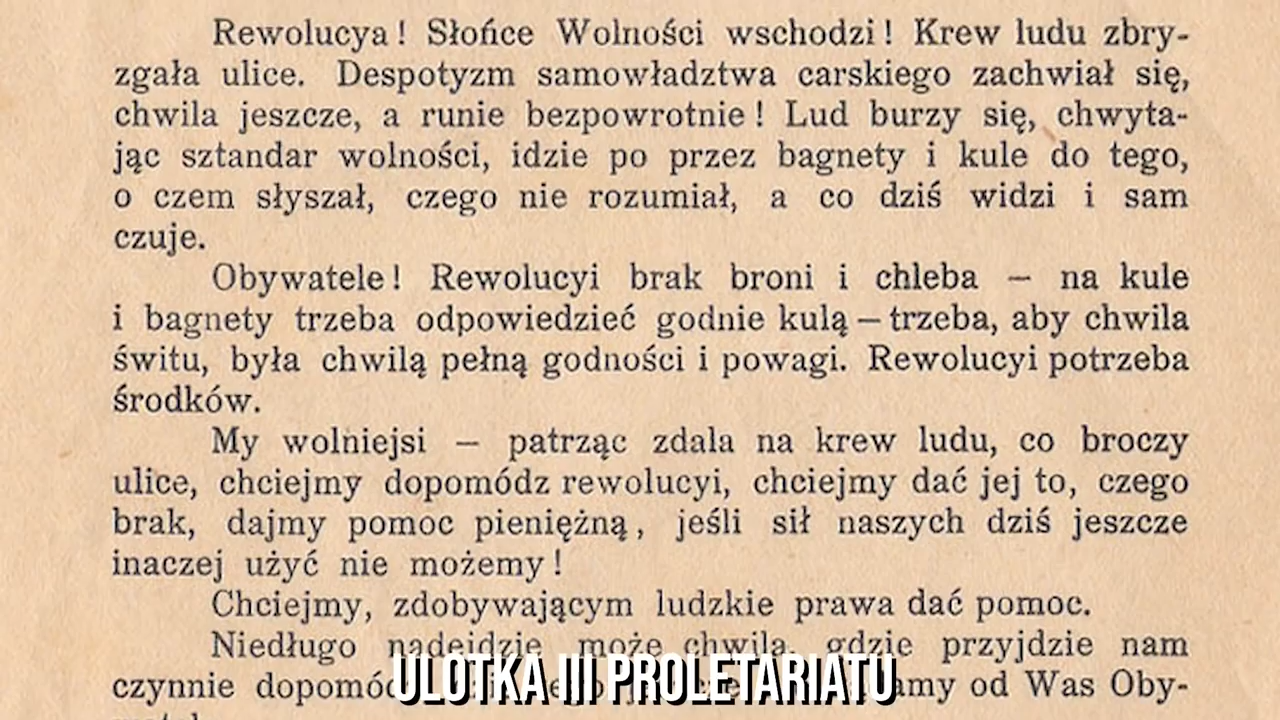 Rewolucya! Słońce Wolności wschodzi! Krew ludu zbry-
zgała ulice. Despotyzm samowładztwa carskiego zachwiał się,
chwila jeszcze, a runie bezpowrotnie! Lud burzy się, chwyta-
jąc sztandar wolności, idzie po przez bagnety i kule do tego,
o czem słyszał, czego nie rozumiał, a co dziś widzi i sam
czuje.
Obywatele! Rewolucyi brak broni i chleba — na kule
i bagnety trzeba odpowiedzieć godnie kulą — trzeba, aby chwila
świtu, była chwilą pełną godności i powagi. Rewolucyi potrzeba
środków.
My wolniejsi — patrząc zdala na krew ludu, co broczy
ulice, chciejmy dopomódz rewolucyi, chciejmy dać jej to, czego
brak, dajmy pomoc pieniężną, jeśli sił naszych dziś jeszcze
inaczej użyć nie możemy!
Chciejmy, zdobywającym ludzkie prawa dać pomoc.
Niedługo nadejdzie może chwila, gdzie przyjdzie nam
czynnie od Was Oby-
ULOTKA III PROLETARIATU